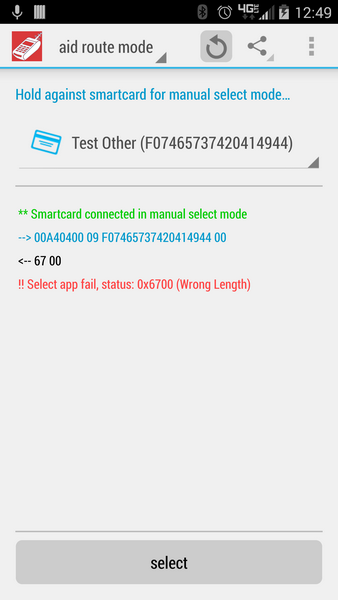 4G LTE 12:49
aid route mode
Hold against smartcard for manual select mode...
Test Other (F07465737420414944)
** Smartcard connected in manual select mode
--> 00A40400 09 F07465737420414944 00
<-- 67 00
!! Select app fail, status: 0x6700 (Wrong Length)
select